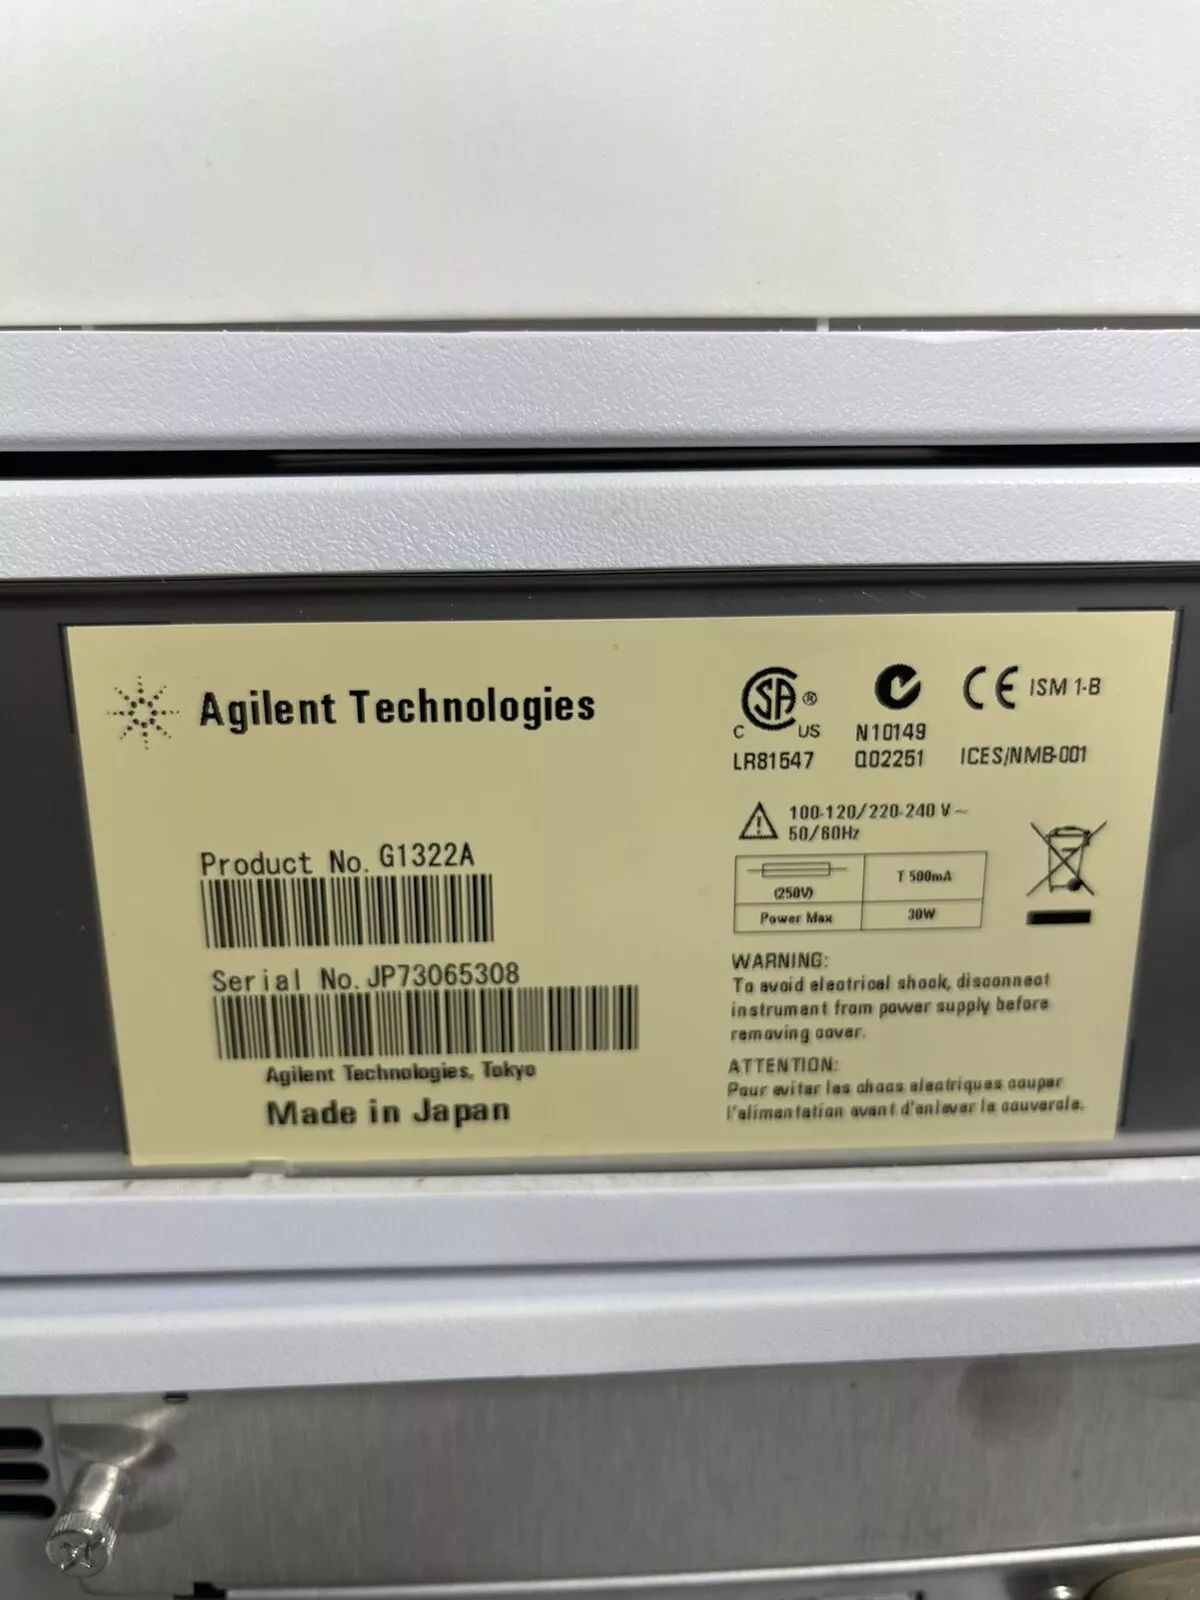 Agilent Technologies
Product No. G1322A
Serial No. JP73065308
Agilent Technologies, Tokyo
Made in Japan
CSA ®
C US
LR81547
N10149
Q02251
CE ISM 1-B
ICES/NMB-001
100-120/220-240 V ~
50/60Hz
(250V) T 500mA
Power Max 30W
WARNING:
To avoid electrical shock, disconnect
instrument from power supply before
removing cover.
ATTENTION:
Pour eviter les chocs electriques couper
l'alimentation avant d'enlever le couvercle.